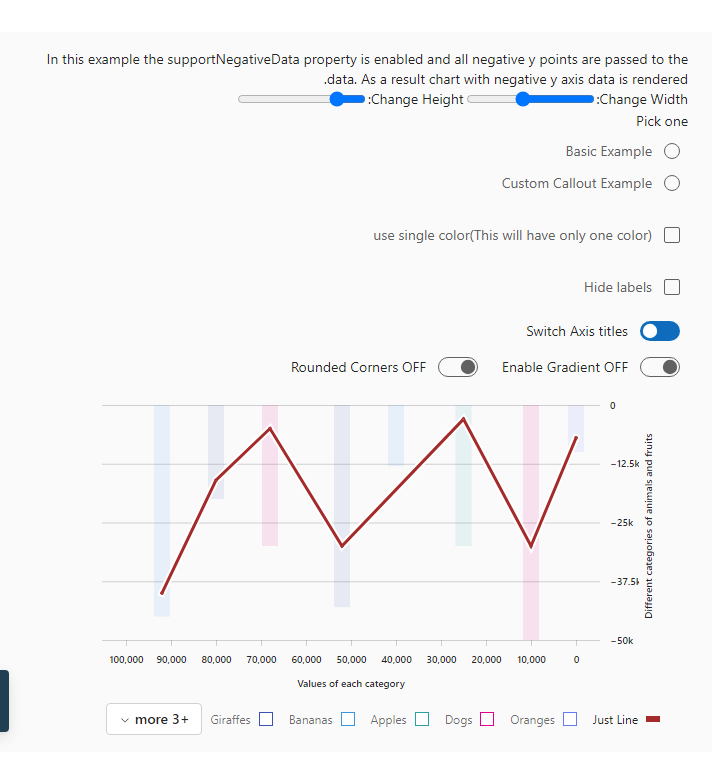 In this example the supportNegativeData property is enabled and all negative y points are passed to the
.data. As a result chart with negative y axis data is rendered
:Change Height :Change Width
Pick one
Basic Example
Custom Callout Example
use single color(This will have only one color)
Hide labels
Switch Axis titles
Rounded Corners OFF Enable Gradient OFF
0
−12.5k
−25k
−37.5k
−50k
Different categories of animals and fruits
100,000 90,000 80,000 70,000 60,000 50,000 40,000 30,000 20,000 10,000 0
Values of each category
more 3+ Giraffes Bananas Apples Dogs Oranges Just Line